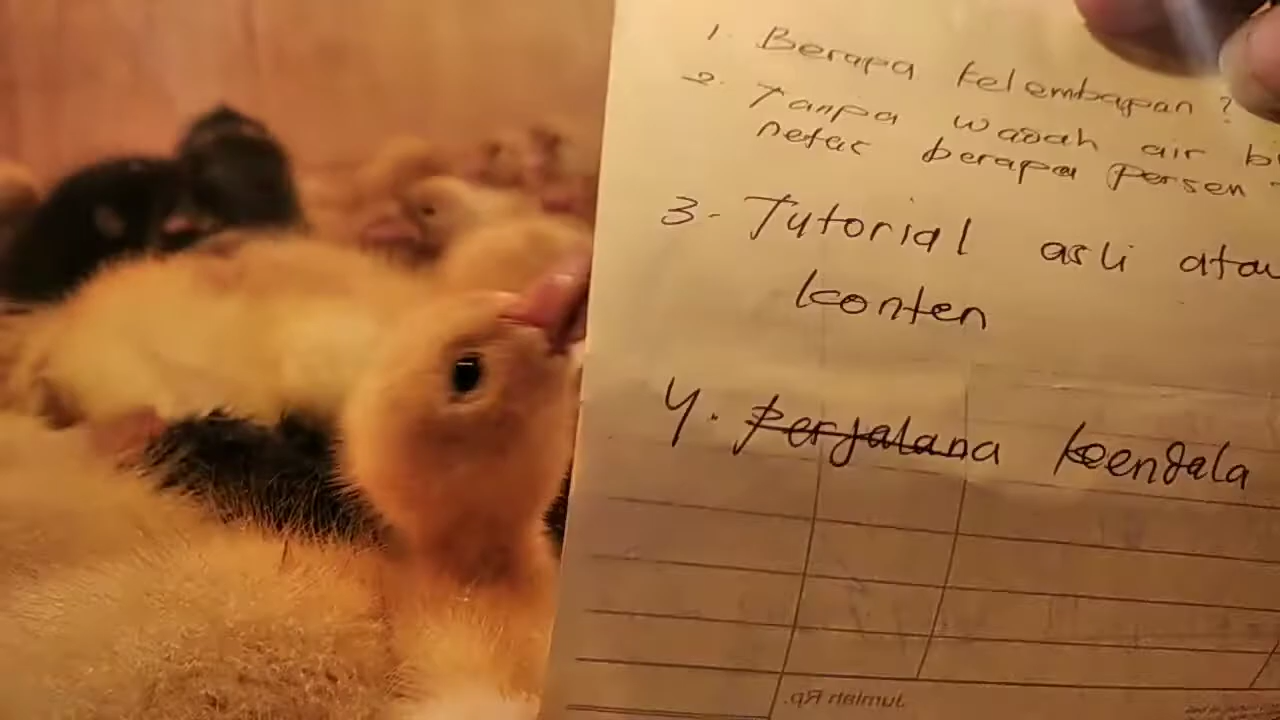 1. Berapa kelembapan ?
2. Tanpa wadah air
netas berapa persen
3- Tutorial asli atau
konten
4. Perjalana kendala
Jumlah Rp.